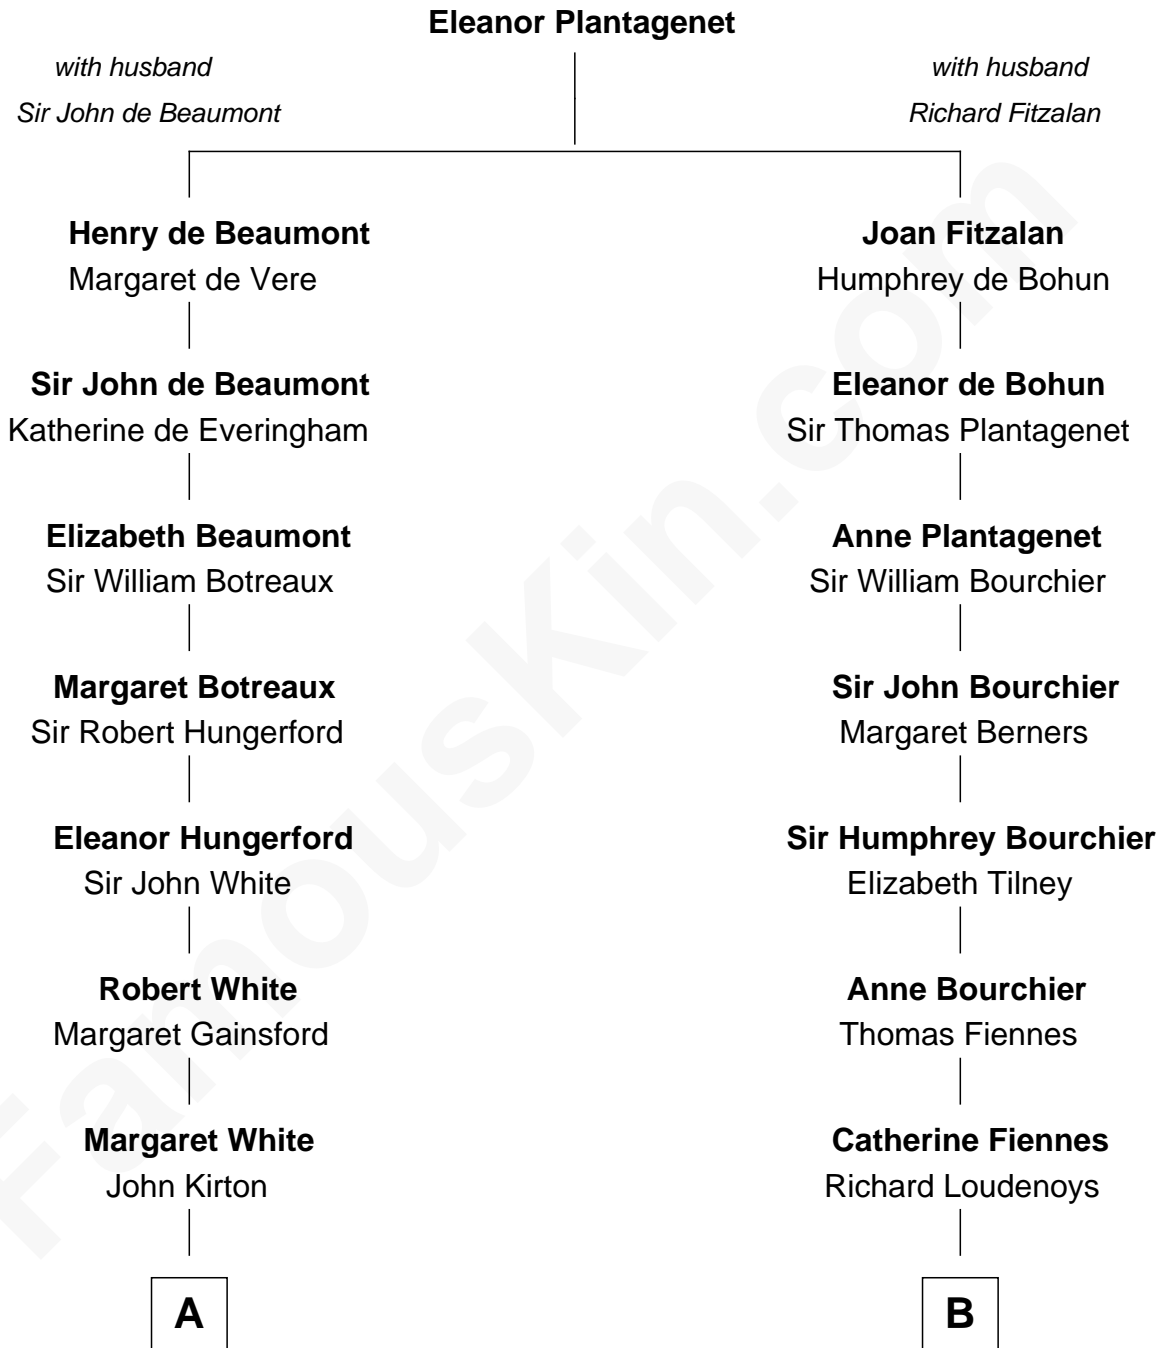 Eleanor Plantagenet
with husband
Sir John de Beaumont
with husband
Richard Fitzalan
Henry de Beaumont
Margaret de Vere
Joan Fitzalan
Humphrey de Bohun
Sir John de Beaumont
Katherine de Everingham
Eleanor de Bohun
Sir Thomas Plantagenet
Elizabeth Beaumont
Sir William Botreaux
Anne Plantagenet
Sir William Bourchier
Margaret Botreaux
Sir Robert Hungerford
Sir John Bourchier
Margaret Berners
Eleanor Hungerford
Sir John White
Sir Humphrey Bourchier
Elizabeth Tilney
Robert White
Margaret Gainsford
Anne Bourchier
Thomas Fiennes
Margaret White
John Kirton
Catherine Fiennes
Richard Loudenoys
A
B
FamousKin.com